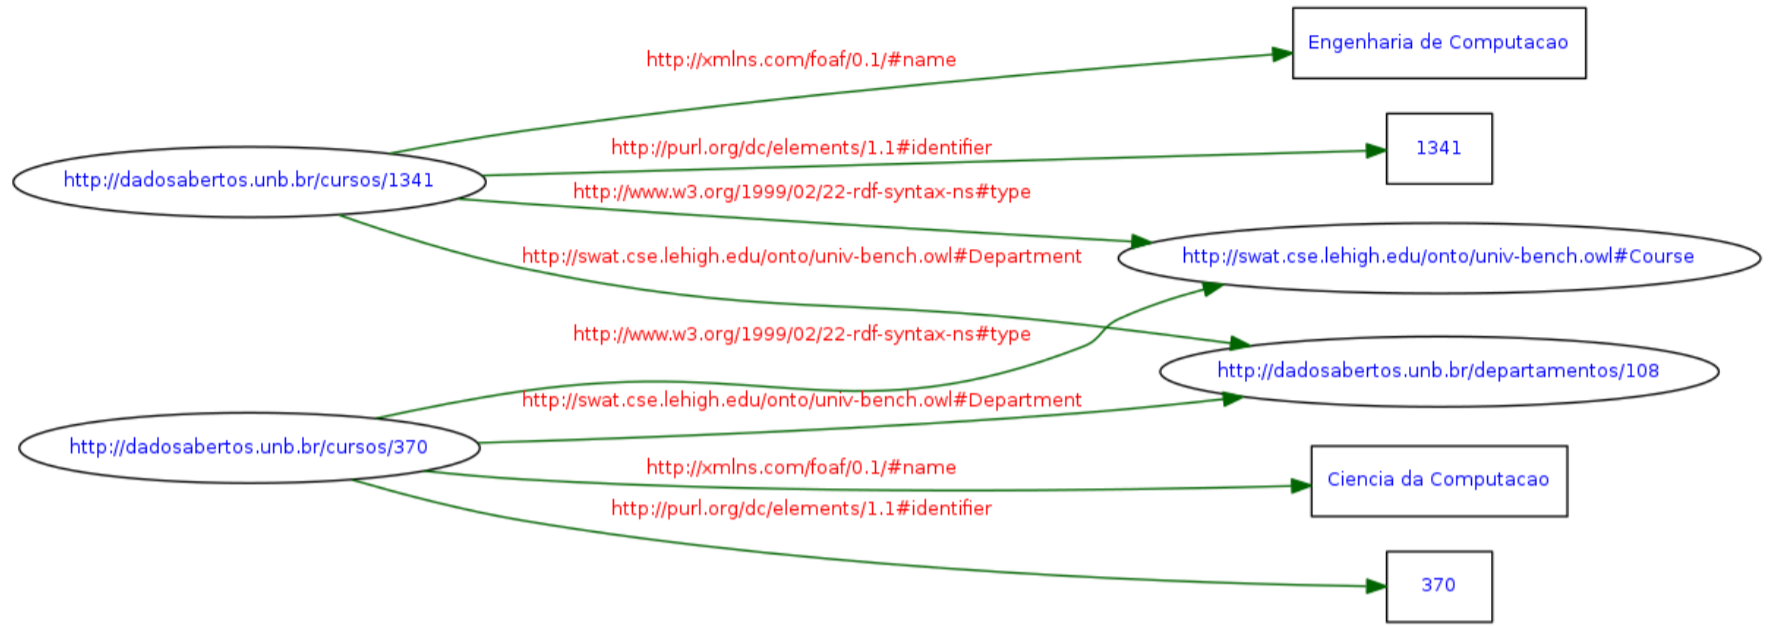 Engenharia de Computacao
http://xmlns.com/foaf/0.1/#name
http://purl.org/dc/elements/1.1#identifier
1341
http://dadosabertos.unb.br/cursos/1341
http://www.w3.org/1999/02/22-rdf-syntax-ns#type
http://swat.cse.lehigh.edu/onto/univ-bench.owl#Department
http://swat.cse.lehigh.edu/onto/univ-bench.owl#Course
http://www.w3.org/1999/02/22-rdf-syntax-ns#type
http://dadosabertos.unb.br/departamentos/108
http://swat.cse.lehigh.edu/onto/univ-bench.owl#Department
http://dadosabertos.unb.br/cursos/370
http://xmlns.com/foaf/0.1/#name
Ciencia da Computacao
http://purl.org/dc/elements/1.1#identifier
370